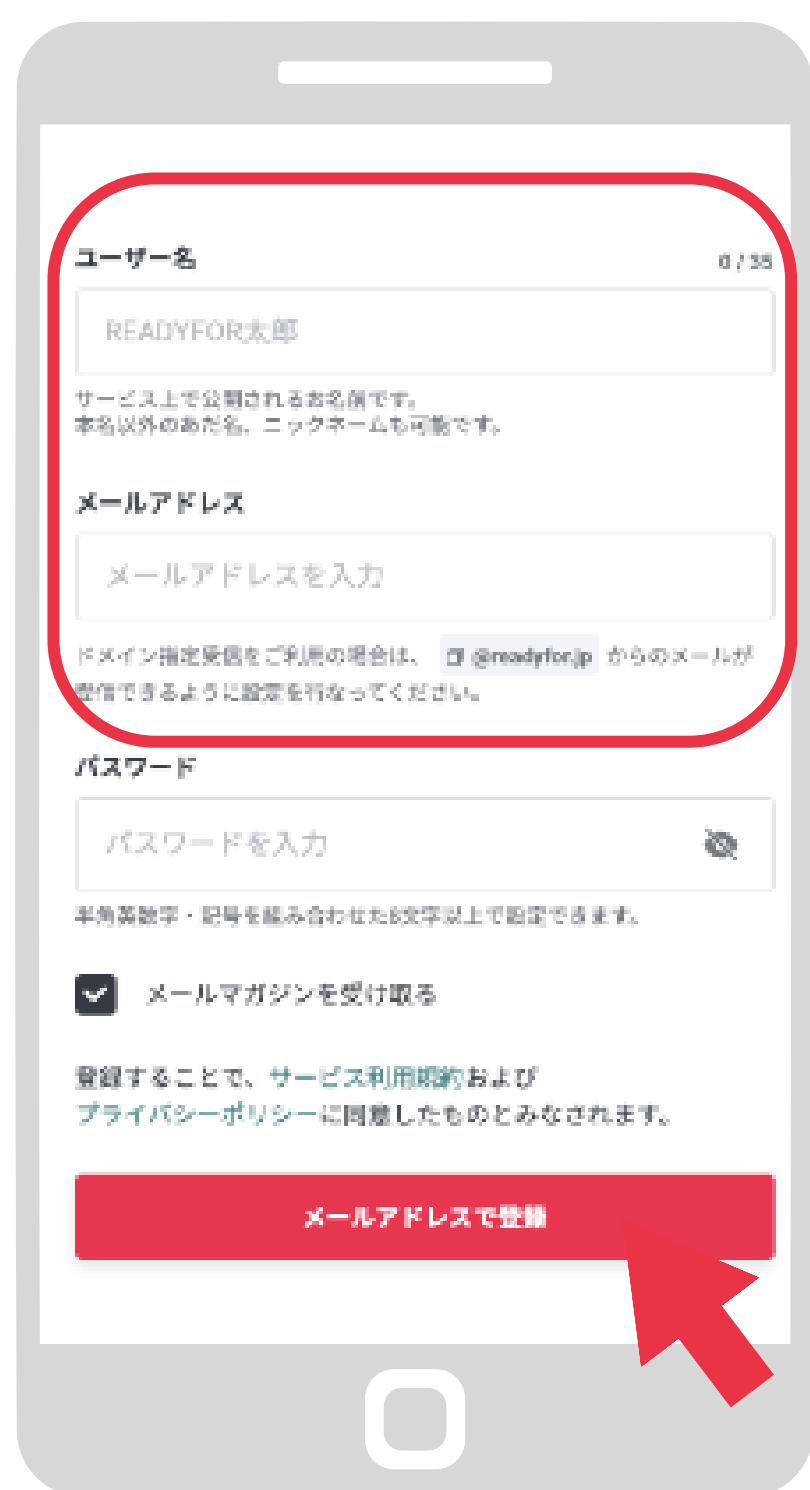 ユーザー名
0 / 35
READYFOR太郎
サービス上で公開されるお名前です。
本名以外のあだ名、ニックネームも可能です。
メールアドレス
メールアドレスを入力
ドメイン指定受信をご利用の場合は、 @readyfor.jp からのメールが
受信できるように設定を行なってください。
パスワード
パスワードを入力
半角英数字・記号を組み合わせた8文字以上で設定できます。
メールマガジンを受け取る
登録することで、サービス利用規約および
プライバシーポリシーに同意したものとみなされます。
メールアドレスで登録